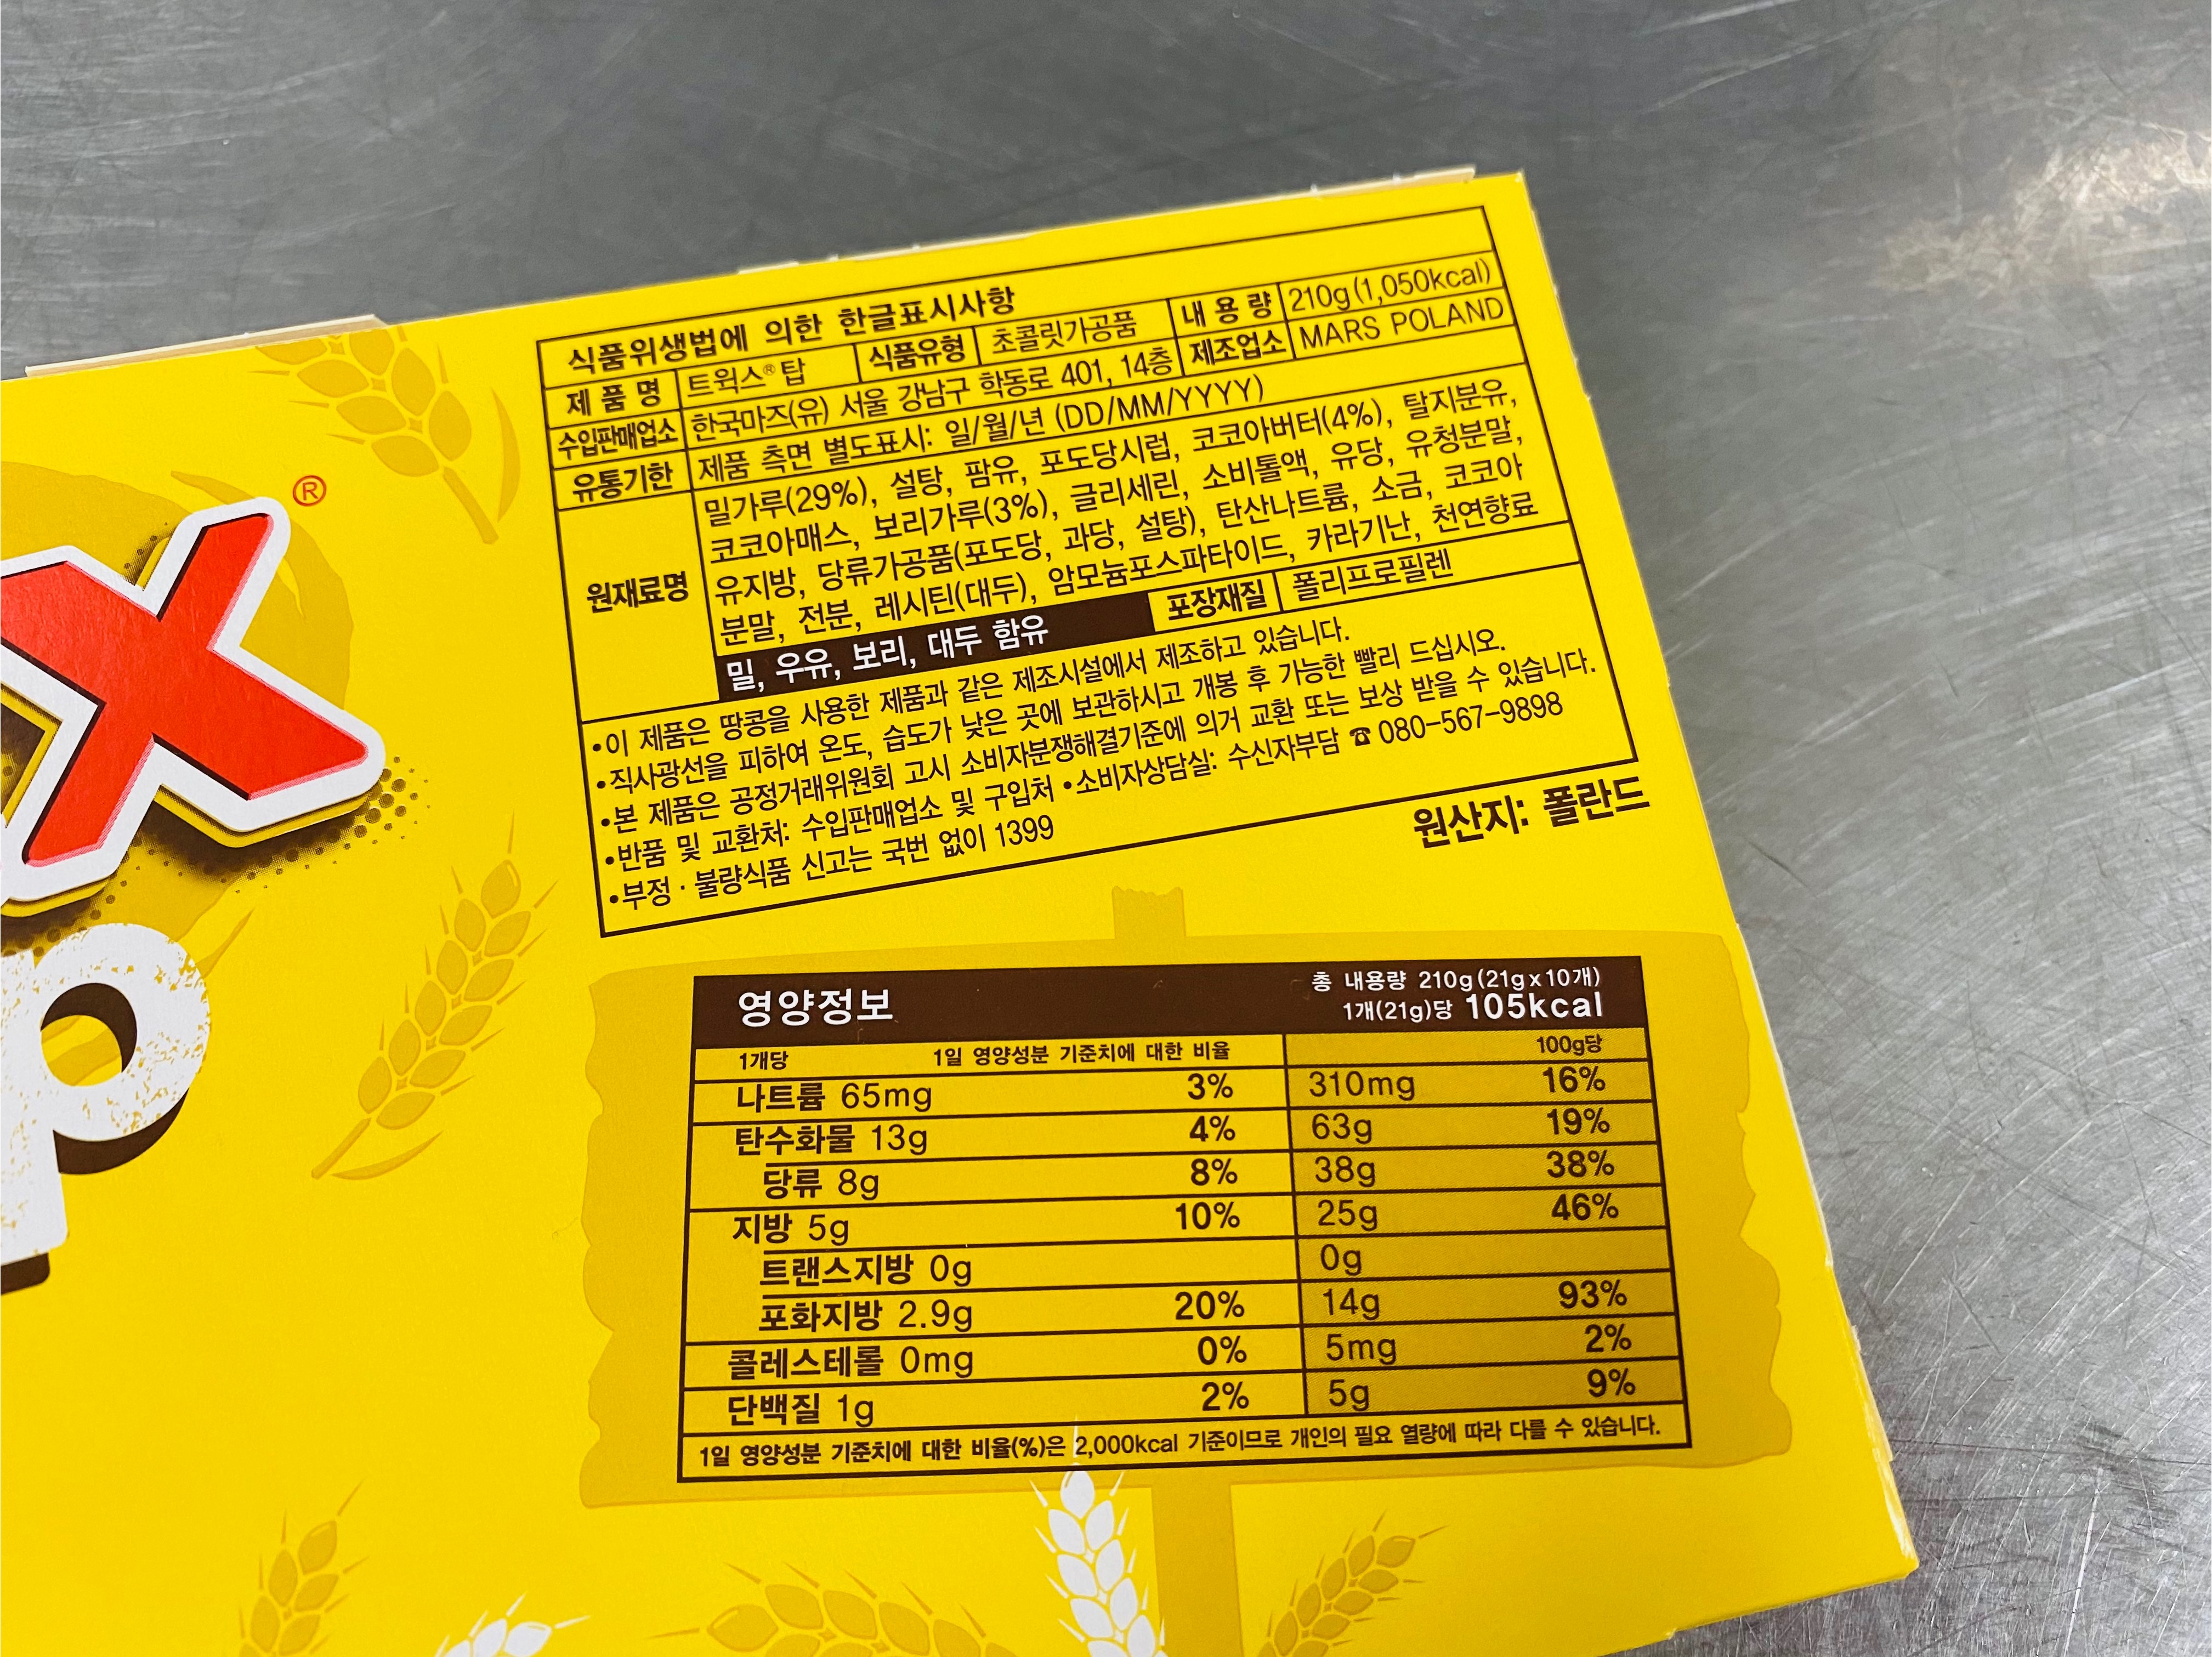 X®
p
식품위생법에 의한 한글표시사항
제 품 명 트윅스® 탑 식품유형 초콜릿가공품 내 용 량 210g(1,050kcal)
수입판매업소 한국마즈(유) 서울 강남구 학동로 401, 14층 제조업소 MARS POLAND
유통기한 제품 측면 별도표시: 일/월/년 (DD/MM/YYYY)
원재료명 밀가루(29%), 설탕, 팜유, 포도당시럽, 코코아버터(4%), 탈지분유,
코코아매스, 보리가루(3%), 글리세린, 소비톨액, 유당, 유청분말,
유지방, 당류가공품(포도당, 과당, 설탕), 탄산나트륨, 소금, 코코아
분말, 전분, 레시틴(대두), 암모늄포스파타이드, 카라기난, 천연향료
밀, 우유, 보리, 대두 함유 포장재질 폴리프로필렌
•이 제품은 땅콩을 사용한 제품과 같은 제조시설에서 제조하고 있습니다.
•직사광선을 피하여 온도, 습도가 낮은 곳에 보관하시고 개봉 후 가능한 빨리 드십시오.
•본 제품은 공정거래위원회 고시 소비자분쟁해결기준에 의거 교환 또는 보상 받을 수 있습니다.
•반품 및 교환처: 수입판매업소 및 구입처 •소비자상담실: 수신자부담 ☎ 080-567-9898
•부정·불량식품 신고는 국번 없이 1399
원산지: 폴란드
영양정보 총 내용량 210g(21gx10개)
1개(21g)당 105kcal
1개당 1일 영양성분 기준치에 대한 비율 100g당
나트륨 65mg 3% 310mg 16%
탄수화물 13g 4% 63g 19%
당류 8g 8% 38g 38%
지방 5g 10% 25g 46%
트랜스지방 0g 0g
포화지방 2.9g 20% 14g 93%
콜레스테롤 0mg 0% 5mg 2%
단백질 1g 2% 5g 9%
1일 영양성분 기준치에 대한 비율(%)은 2,000kcal 기준이므로 개인의 필요 열량에 따라 다를 수 있습니다.